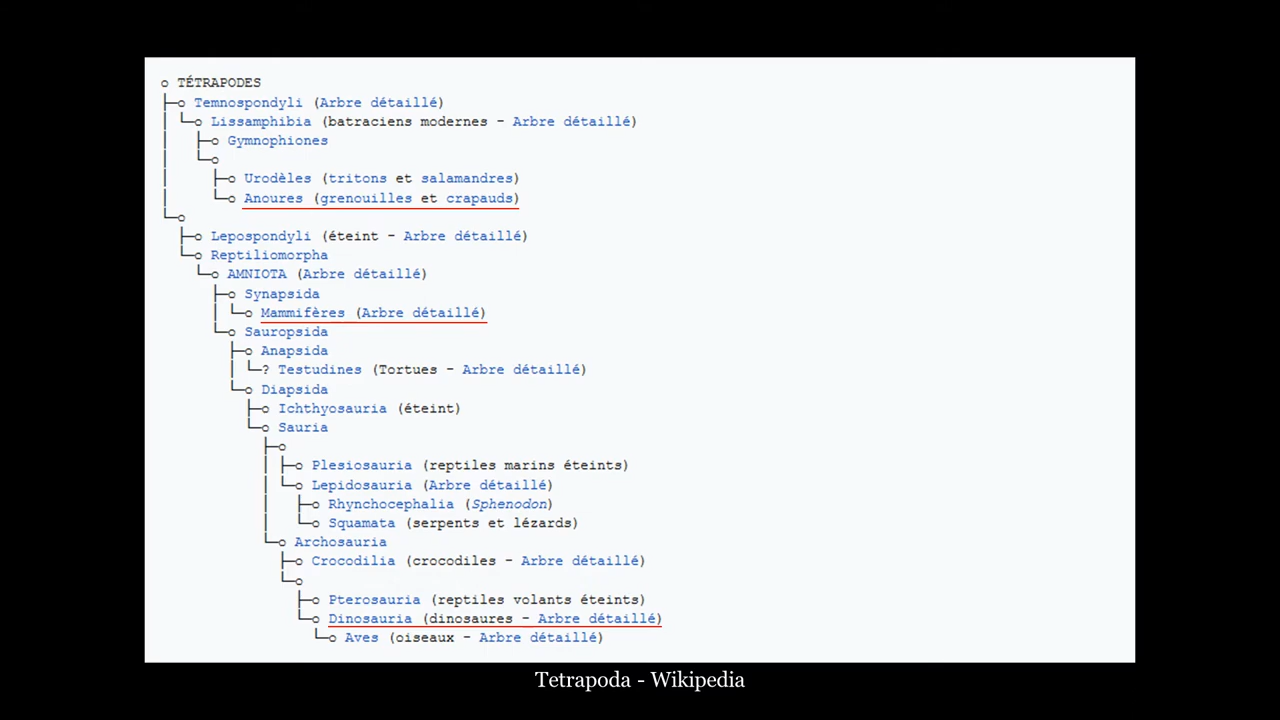 TÉTRAPODES
Temnospondyli (Arbre détaillé)
Lissamphibia (batraciens modernes - Arbre détaillé)
Gymnophiones
Urodèles (tritons et salamandres)
Anoures (grenouilles et crapauds)
Lepospondyli (éteint - Arbre détaillé)
Reptiliomorpha
AMNIOTA (Arbre détaillé)
Synapsida
Mammifères (Arbre détaillé)
Sauropsida
Anapsida
? Testudines (Tortues - Arbre détaillé)
Diapsida
Ichthyosauria (éteint)
Sauria
Plesiosauria (reptiles marins éteints)
Lepidosauria (Arbre détaillé)
Rhynchocephalia (Sphenodon)
Squamata (serpents et lézards)
Archosauria
Crocodilia (crocodiles - Arbre détaillé)
Pterosauria (reptiles volants éteints)
Dinosauria (dinosaures - Arbre détaillé)
Aves (oiseaux - Arbre détaillé)
Tetrapoda - Wikipedia